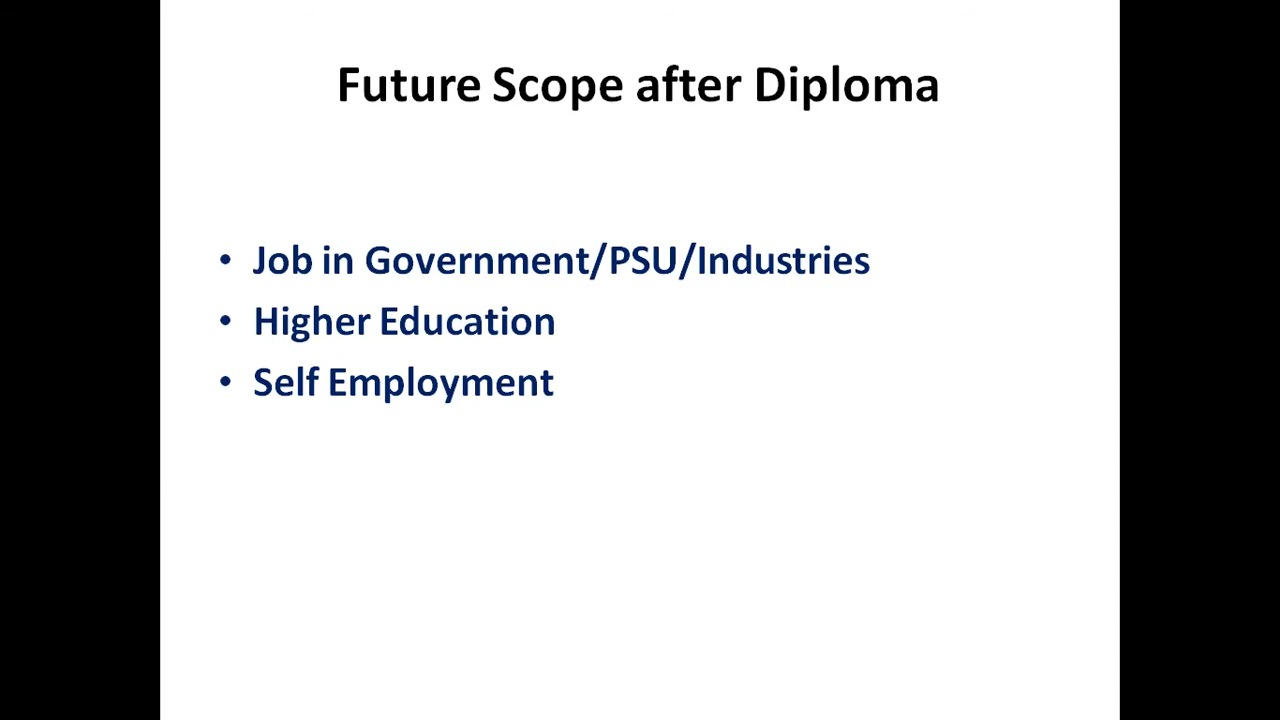 Future Scope after Diploma
• Job in Government/PSU/Industries
• Higher Education
• Self Employment